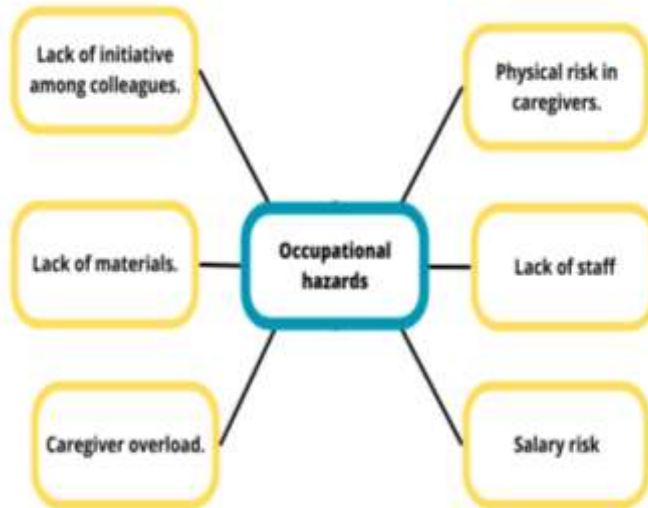 Lack of initiative
among colleagues.
Physical risk in
caregivers.
Lack of materials.
Occupational
hazards
Lack of staff
Caregiver overload.
Salary risk